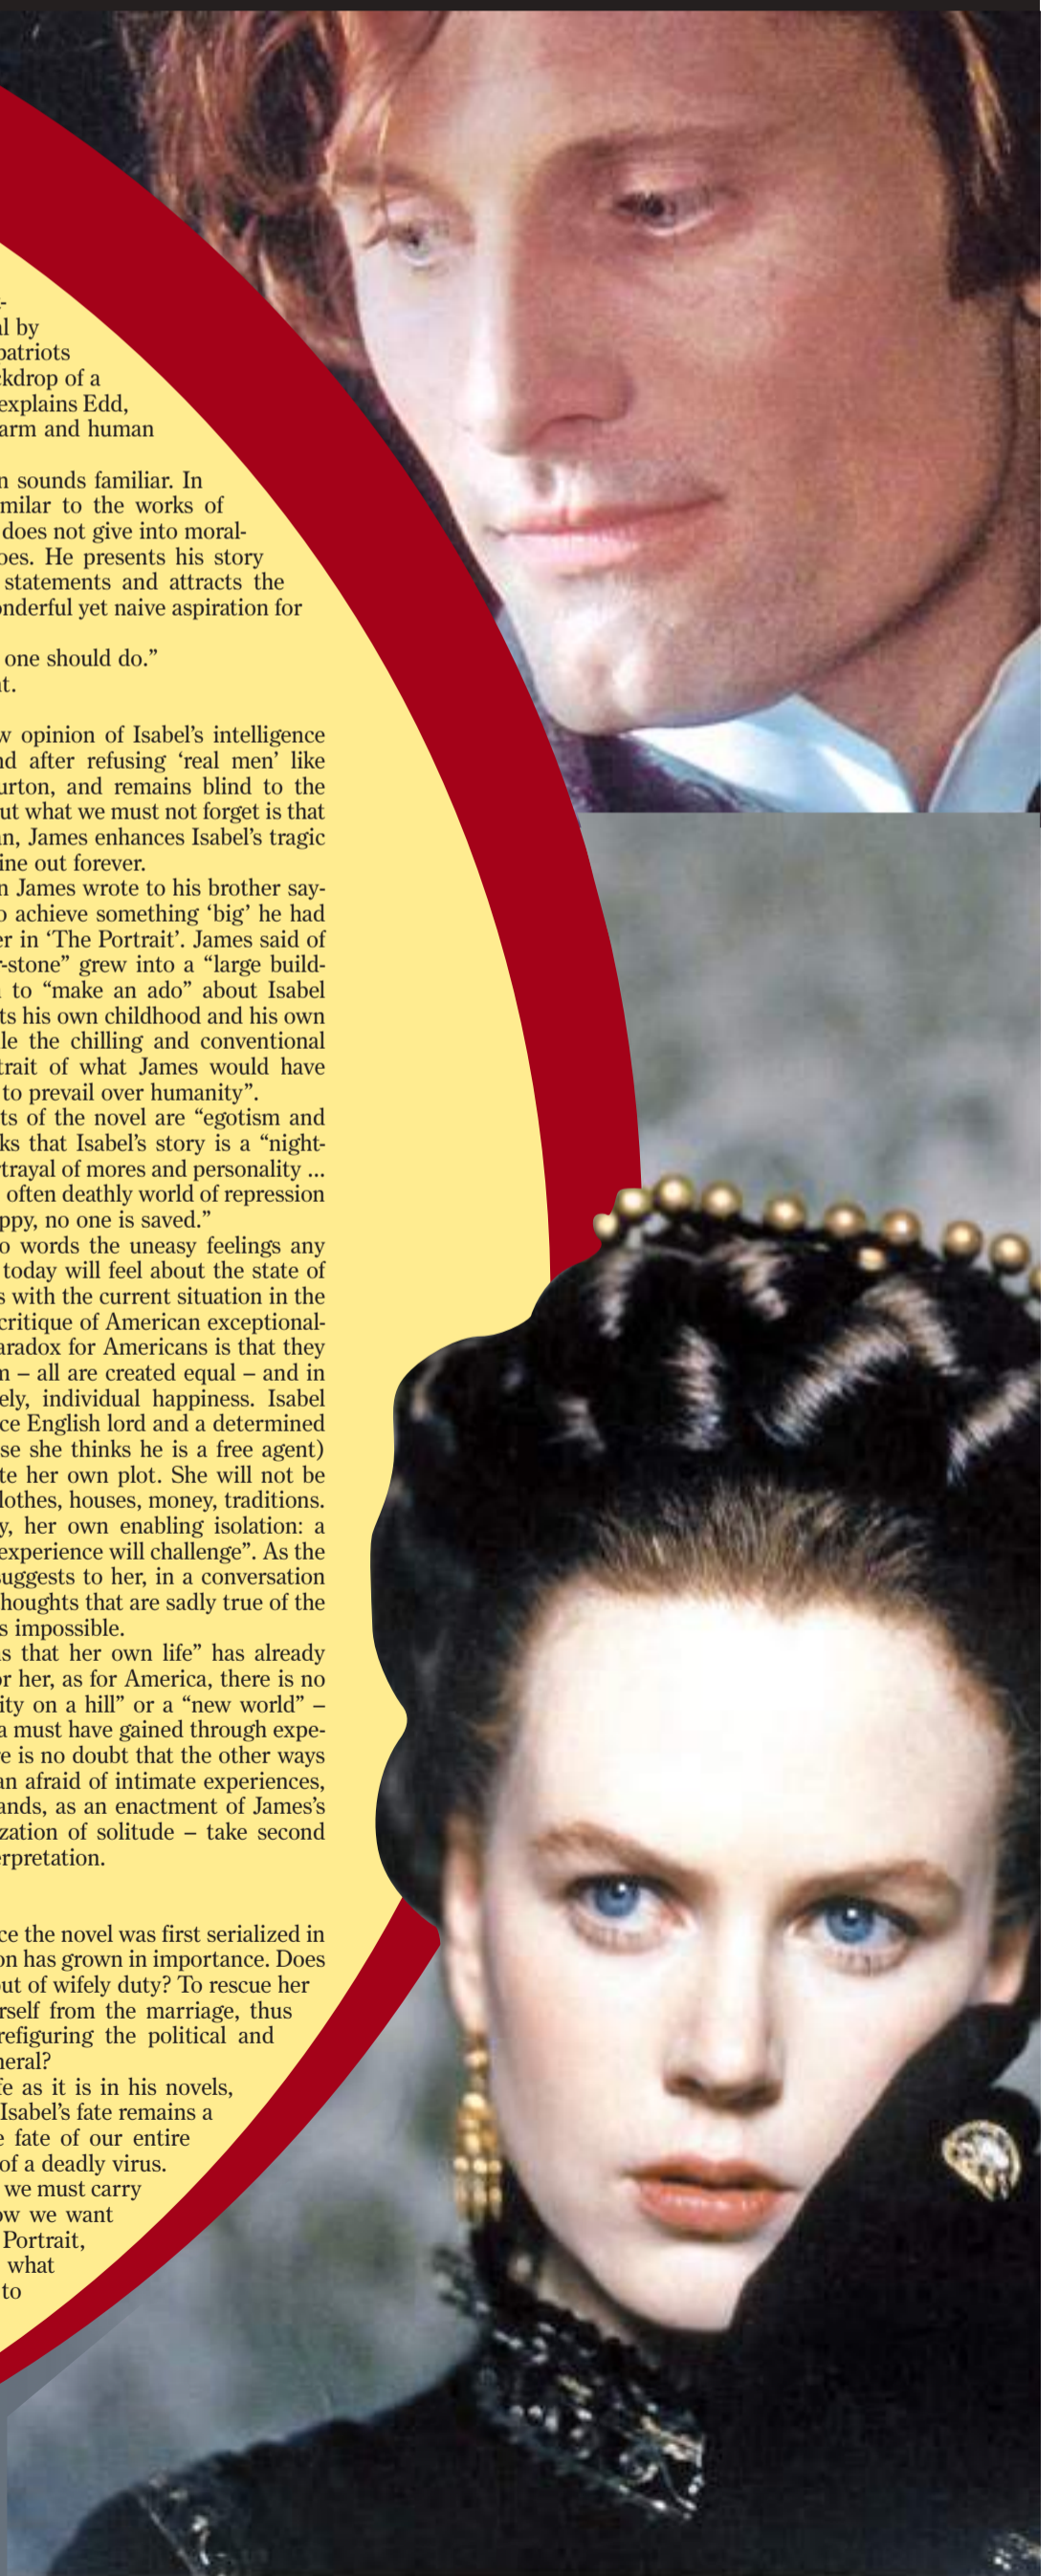 -
al by
patriots
ckdrop of a
explains Edd,
arm and human
n sounds familiar. In
milar to the works of
does not give into moral-
oes. He presents his story
statements and attracts the
onderful yet naive aspiration for
one should do.”
nt.
w opinion of Isabel’s intelligence
nd after refusing ‘real men’ like
urton, and remains blind to the
ut what we must not forget is that
an, James enhances Isabel’s tragic
ine out forever.
n James wrote to his brother say-
o achieve something ‘big’ he had
er in ‘The Portrait’. James said of
r-stone” grew into a “large build-
n to “make an ado” about Isabel
ts his own childhood and his own
le the chilling and conventional
trait of what James would have
to prevail over humanity”.
ts of the novel are “egotism and
ks that Isabel’s story is a “night-
rtrayal of mores and personality ...
often deathly world of repression
ppy, no one is saved.”
o words the uneasy feelings any
today will feel about the state of
s with the current situation in the
critique of American exceptional-
aradox for Americans is that they
m – all are created equal – and in
ely, individual happiness. Isabel
ce English lord and a determined
se she thinks he is a free agent)
te her own plot. She will not be
lothes, houses, money, traditions.
y, her own enabling isolation: a
experience will challenge”. As the
suggests to her, in a conversation
houghts that are sadly true of the
s impossible.
ns that her own life” has already
or her, as for America, there is no
ity on a hill” or a “new world” –
a must have gained through expe-
re is no doubt that the other ways
an afraid of intimate experiences,
ands, as an enactment of James’s
zation of solitude – take second
erpretation.
ce the novel was first serialized in
on has grown in importance. Does
out of wifely duty? To rescue her
rself from the marriage, thus
refiguring the political and
neral?
fe as it is in his novels,
Isabel’s fate remains a
e fate of our entire
of a deadly virus.
we must carry
ow we want
Portrait,
what
to